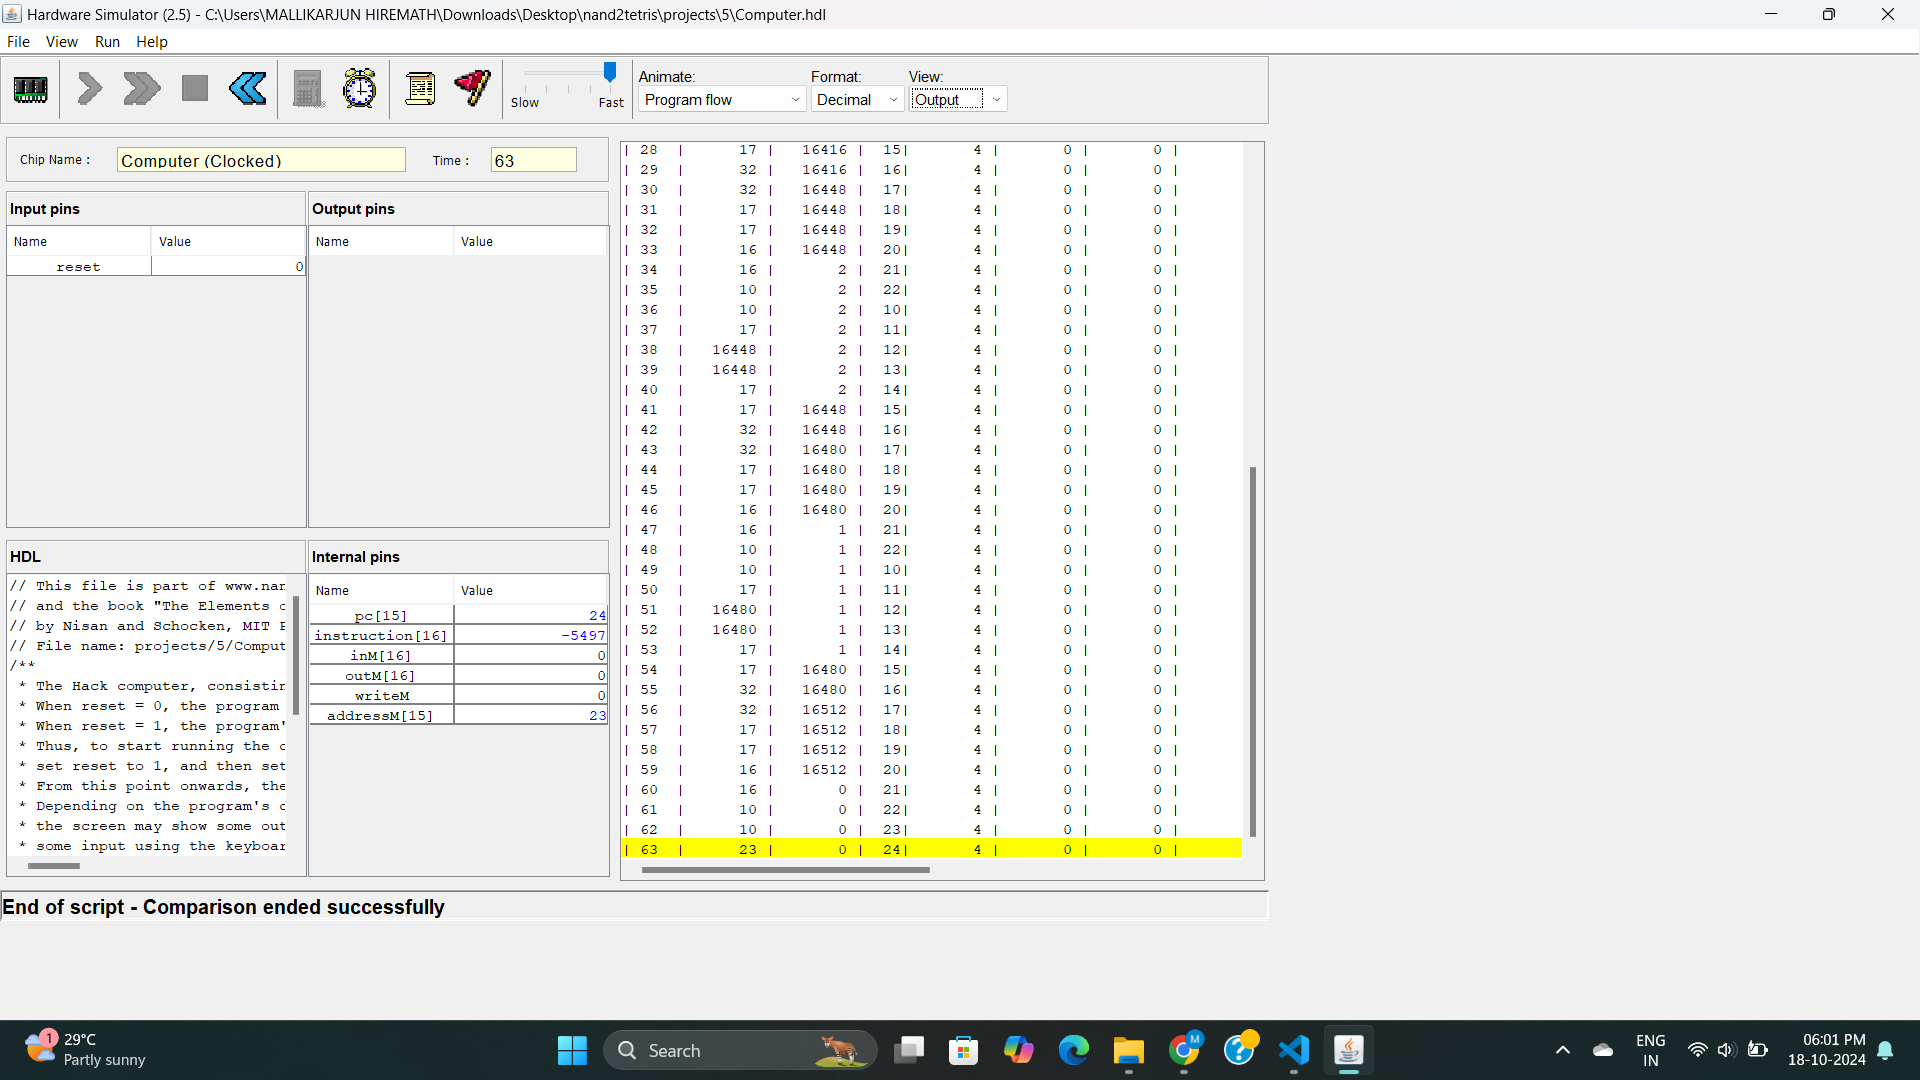 Hardware Simulator (2.5) - C:\Users\MALLIKARJUN HIREMATH\Downloads\Desktop\nand2tetris\projects\5\Computer.hdl
File View Run Help
Slow Fast
Animate: Format: View:
Program flow Decimal Output
Chip Name : Computer (Clocked) Time : 63
Input pins Output pins
Name Value Name Value
reset 0
| 28 | 17 | 16416 | 15| 4 | 0 | 0 |
| 29 | 32 | 16416 | 16| 4 | 0 | 0 |
| 30 | 32 | 16448 | 17| 4 | 0 | 0 |
| 31 | 17 | 16448 | 18| 4 | 0 | 0 |
| 32 | 17 | 16448 | 19| 4 | 0 | 0 |
| 33 | 16 | 16448 | 20| 4 | 0 | 0 |
| 34 | 16 | 2 | 21| 4 | 0 | 0 |
| 35 | 10 | 2 | 22| 4 | 0 | 0 |
| 36 | 10 | 2 | 10| 4 | 0 | 0 |
| 37 | 17 | 2 | 11| 4 | 0 | 0 |
| 38 | 16448 | 2 | 12| 4 | 0 | 0 |
| 39 | 16448 | 2 | 13| 4 | 0 | 0 |
| 40 | 17 | 2 | 14| 4 | 0 | 0 |
| 41 | 17 | 16448 | 15| 4 | 0 | 0 |
| 42 | 32 | 16448 | 16| 4 | 0 | 0 |
| 43 | 32 | 16480 | 17| 4 | 0 | 0 |
| 44 | 17 | 16480 | 18| 4 | 0 | 0 |
| 45 | 17 | 16480 | 19| 4 | 0 | 0 |
| 46 | 16 | 16480 | 20| 4 | 0 | 0 |
| 47 | 16 | 1 | 21| 4 | 0 | 0 |
| 48 | 10 | 1 | 22| 4 | 0 | 0 |
| 49 | 10 | 1 | 10| 4 | 0 | 0 |
| 50 | 17 | 1 | 11| 4 | 0 | 0 |
| 51 | 16480 | 1 | 12| 4 | 0 | 0 |
| 52 | 16480 | 1 | 13| 4 | 0 | 0 |
| 53 | 17 | 1 | 14| 4 | 0 | 0 |
| 54 | 17 | 16480 | 15| 4 | 0 | 0 |
| 55 | 32 | 16480 | 16| 4 | 0 | 0 |
| 56 | 32 | 16512 | 17| 4 | 0 | 0 |
| 57 | 17 | 16512 | 18| 4 | 0 | 0 |
| 58 | 17 | 16512 | 19| 4 | 0 | 0 |
| 59 | 16 | 16512 | 20| 4 | 0 | 0 |
| 60 | 16 | 0 | 21| 4 | 0 | 0 |
| 61 | 10 | 0 | 22| 4 | 0 | 0 |
| 62 | 10 | 0 | 23| 4 | 0 | 0 |
| 63 | 23 | 0 | 24| 4 | 0 | 0 |
HDL
// This file is part of www.nan
// and the book "The Elements o
// by Nisan and Schocken, MIT P
// File name: projects/5/Comput
/**
* The Hack computer, consistin
* When reset = 0, the program
* When reset = 1, the program'
* Thus, to start running the c
* set reset to 1, and then set
* From this point onwards, the
* Depending on the program's c
* the screen may show some out
* some input using the keyboar
Internal pins
Name Value
pc[15] 24
instruction[16] -5497
inM[16] 0
outM[16] 0
writeM 0
addressM[15] 23
End of script - Comparison ended successfully
1 29°C
Partly sunny
Search
M
ENG
IN
06:01 PM
18-10-2024